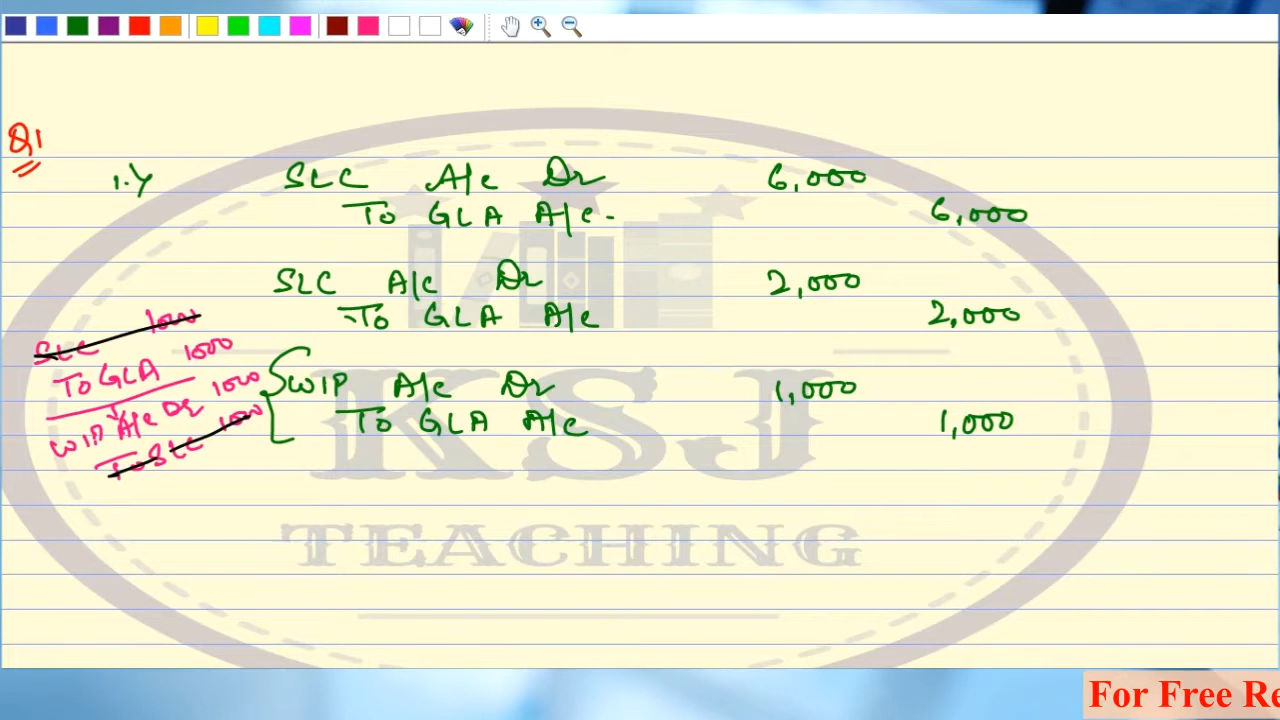 Q1
1.Y SLC A/c Dr 6,000
To GLA A/c. 6,000
SLC A/c Dr 2,000
To GLA A/c 2,000
SLC 1000
To GLA 1000
WIP A/c Dr 1000
To SLC 1000
WIP A/c Dr 1,000
To GLA A/c 1,000
KSJ
TEACHING
For Free Re